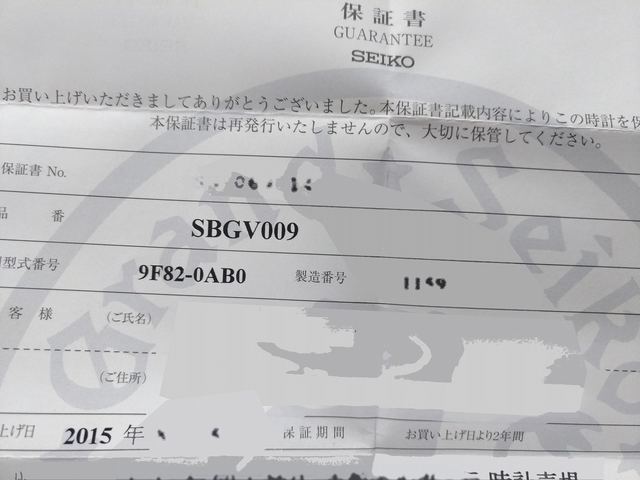 保証書
GUARANTEE
SEIKO
お買い上げいただきましてありがとうございました。本保証書記載内容によりこの時計を保
本保証書は再発行いたしませんので、大切に保管してください。
保証書 No.
品 番 SBGV009
型式番号 9F82-0AB0 製造番号
客 様 (ご氏名)
(ご住所)
上げ日 2015 年 保証期間 お買い上げ日より2年間
時計売場
Grand Seiko